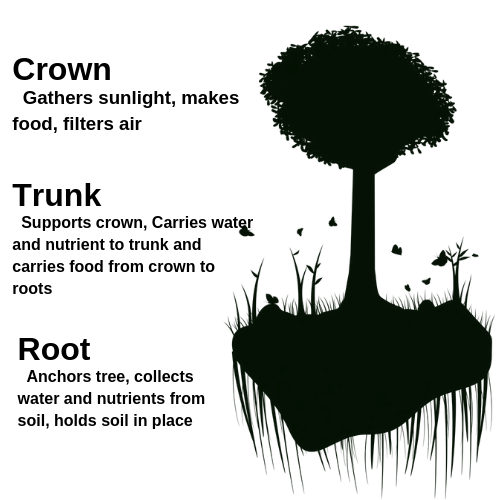 Crown
Gathers sunlight, makes
food, filters air
Trunk
Supports crown, Carries water
and nutrient to trunk and
carries food from crown to
roots
Root
Anchors tree, collects
water and nutrients from
soil, holds soil in place